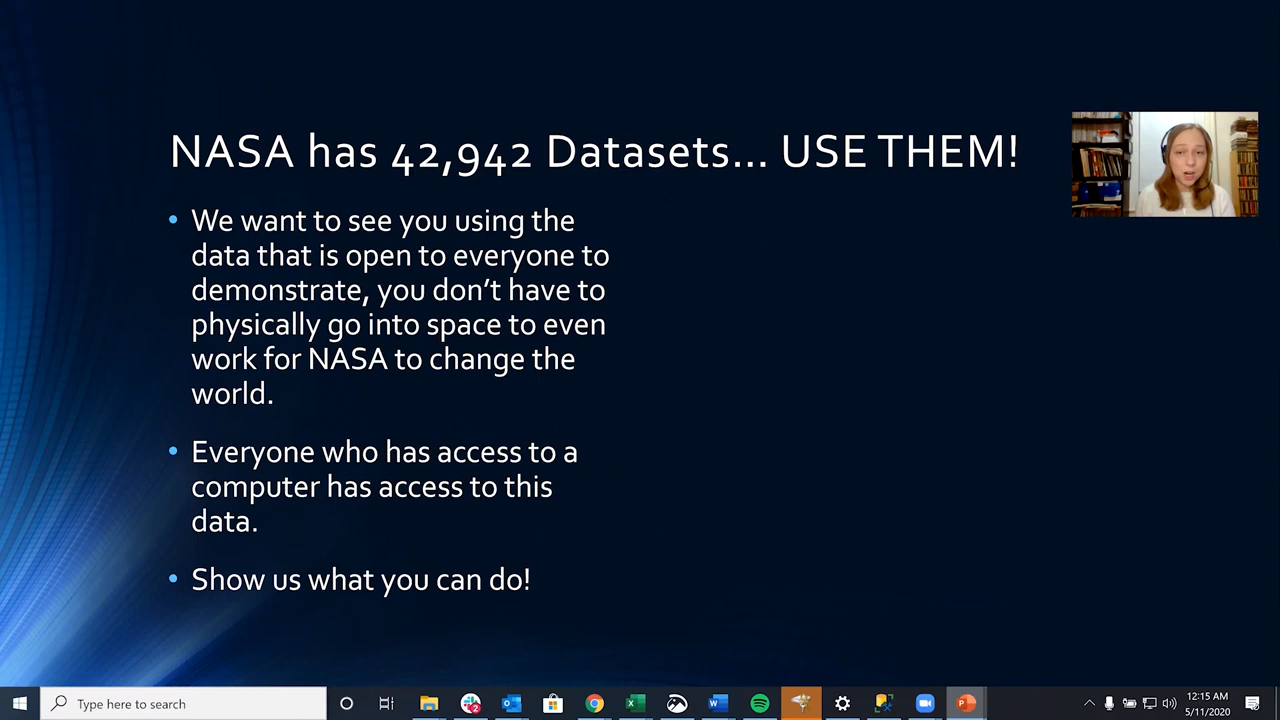 NASA has 42,942 Datasets... USE THEM!
• We want to see you using the
data that is open to everyone to
demonstrate, you don't have to
physically go into space to even
work for NASA to change the
world.
• Everyone who has access to a
computer has access to this
data.
• Show us what you can do!
Type here to search
12:15 AM
5/11/2020